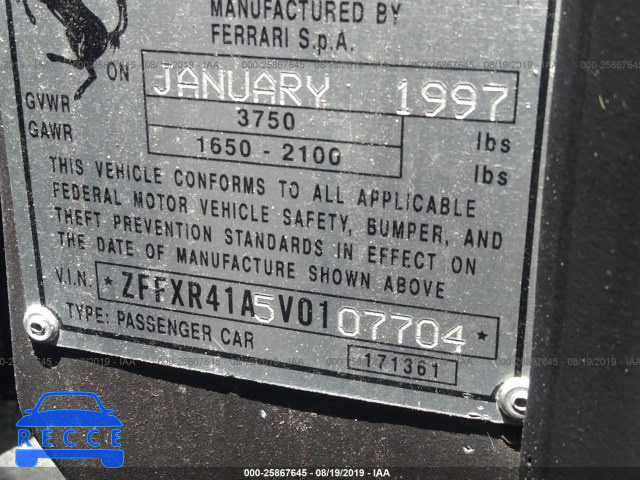 MANUFACTURED BY
FERRARI S.p.A.
ON JANUARY 1997
GVWR 3750 lbs
GAWR 1650 - 2100 lbs
THIS VEHICLE CONFORMS TO ALL APPLICABLE
FEDERAL MOTOR VEHICLE SAFETY, BUMPER, AND
THEFT PREVENTION STANDARDS IN EFFECT ON
THE DATE OF MANUFACTURE SHOWN ABOVE
V.I.N. * ZFFXR41A5V0107704 *
TYPE: PASSENGER CAR
171361
RECCE
000-25867645 - 08/19/2019 - IAA